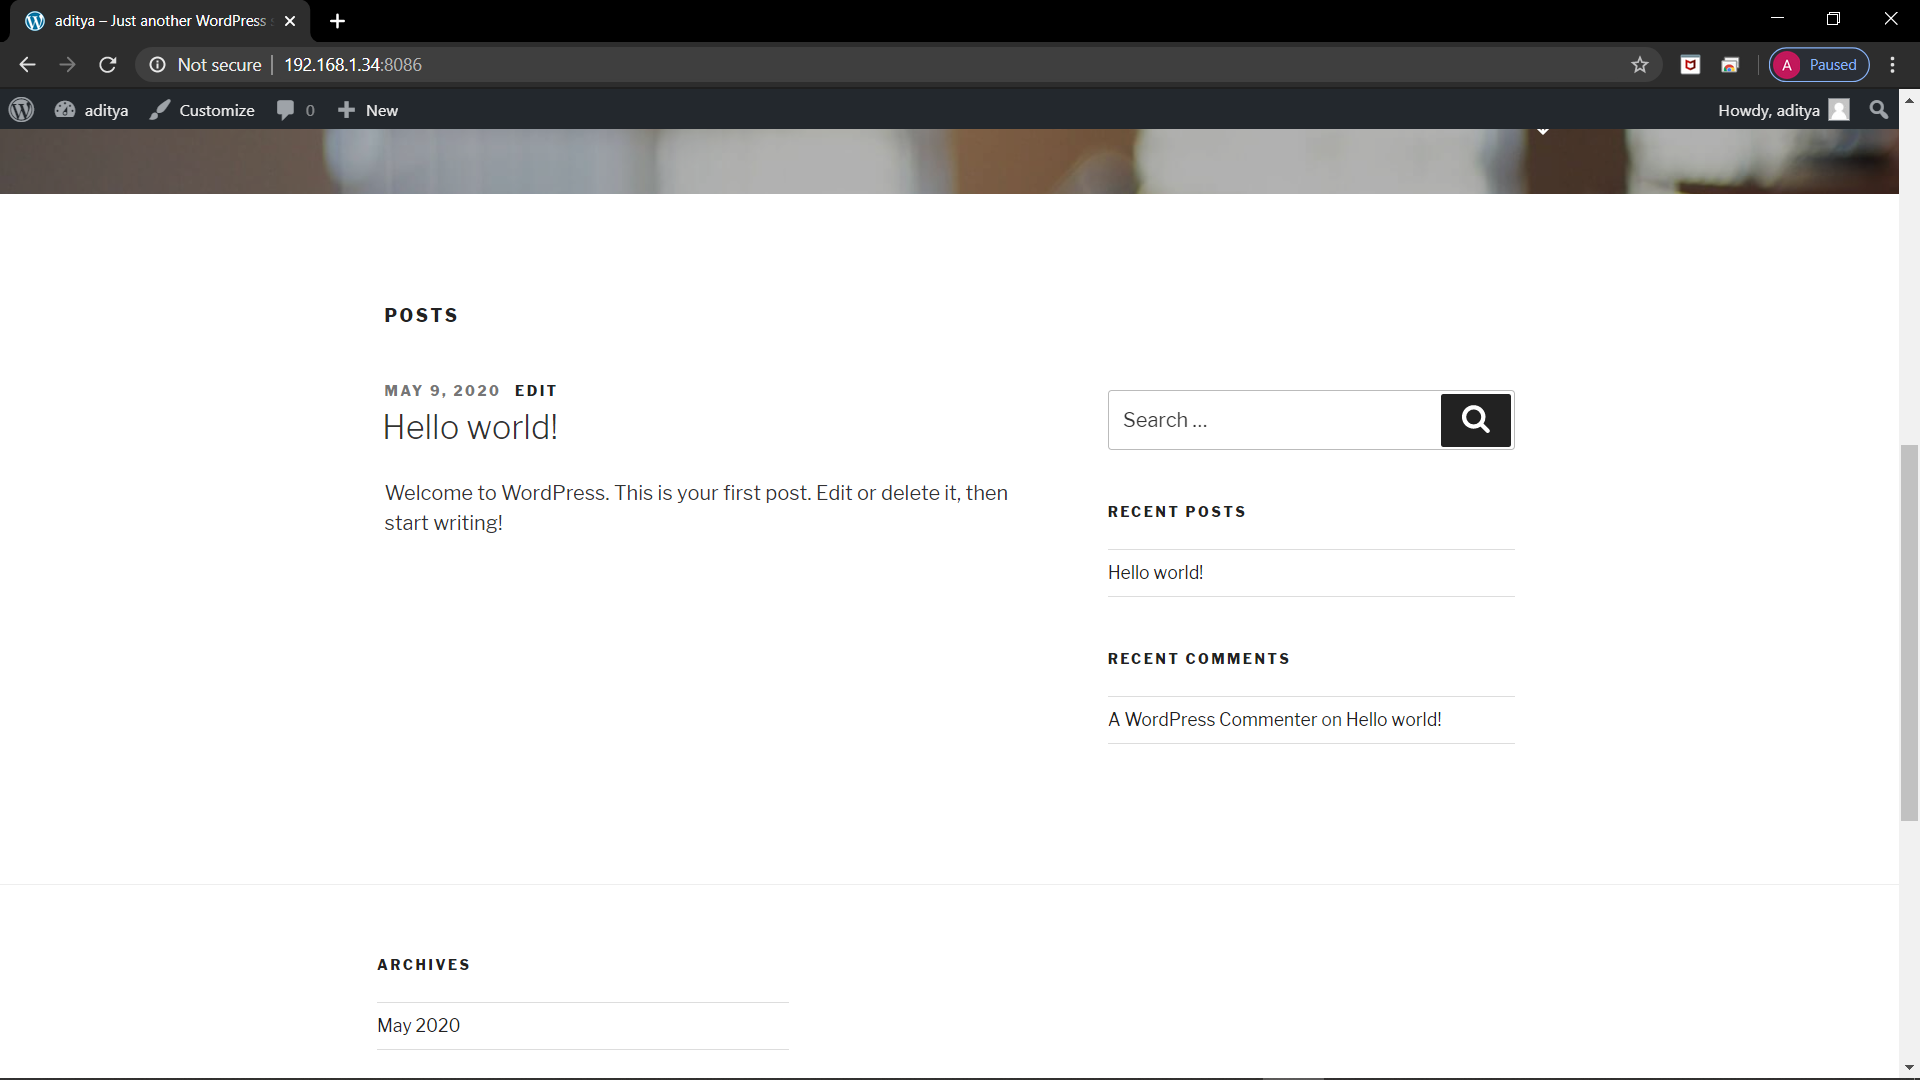 aditya – Just another WordPress
Not secure
192.168.1.34:8086
A
Paused
aditya
Customize
0
New
Howdy, aditya
POSTS
MAY 9, 2020 EDIT
Hello world!
Welcome to WordPress. This is your first post. Edit or delete it, then
start writing!
Search …
RECENT POSTS
Hello world!
RECENT COMMENTS
A WordPress Commenter on Hello world!
ARCHIVES
May 2020